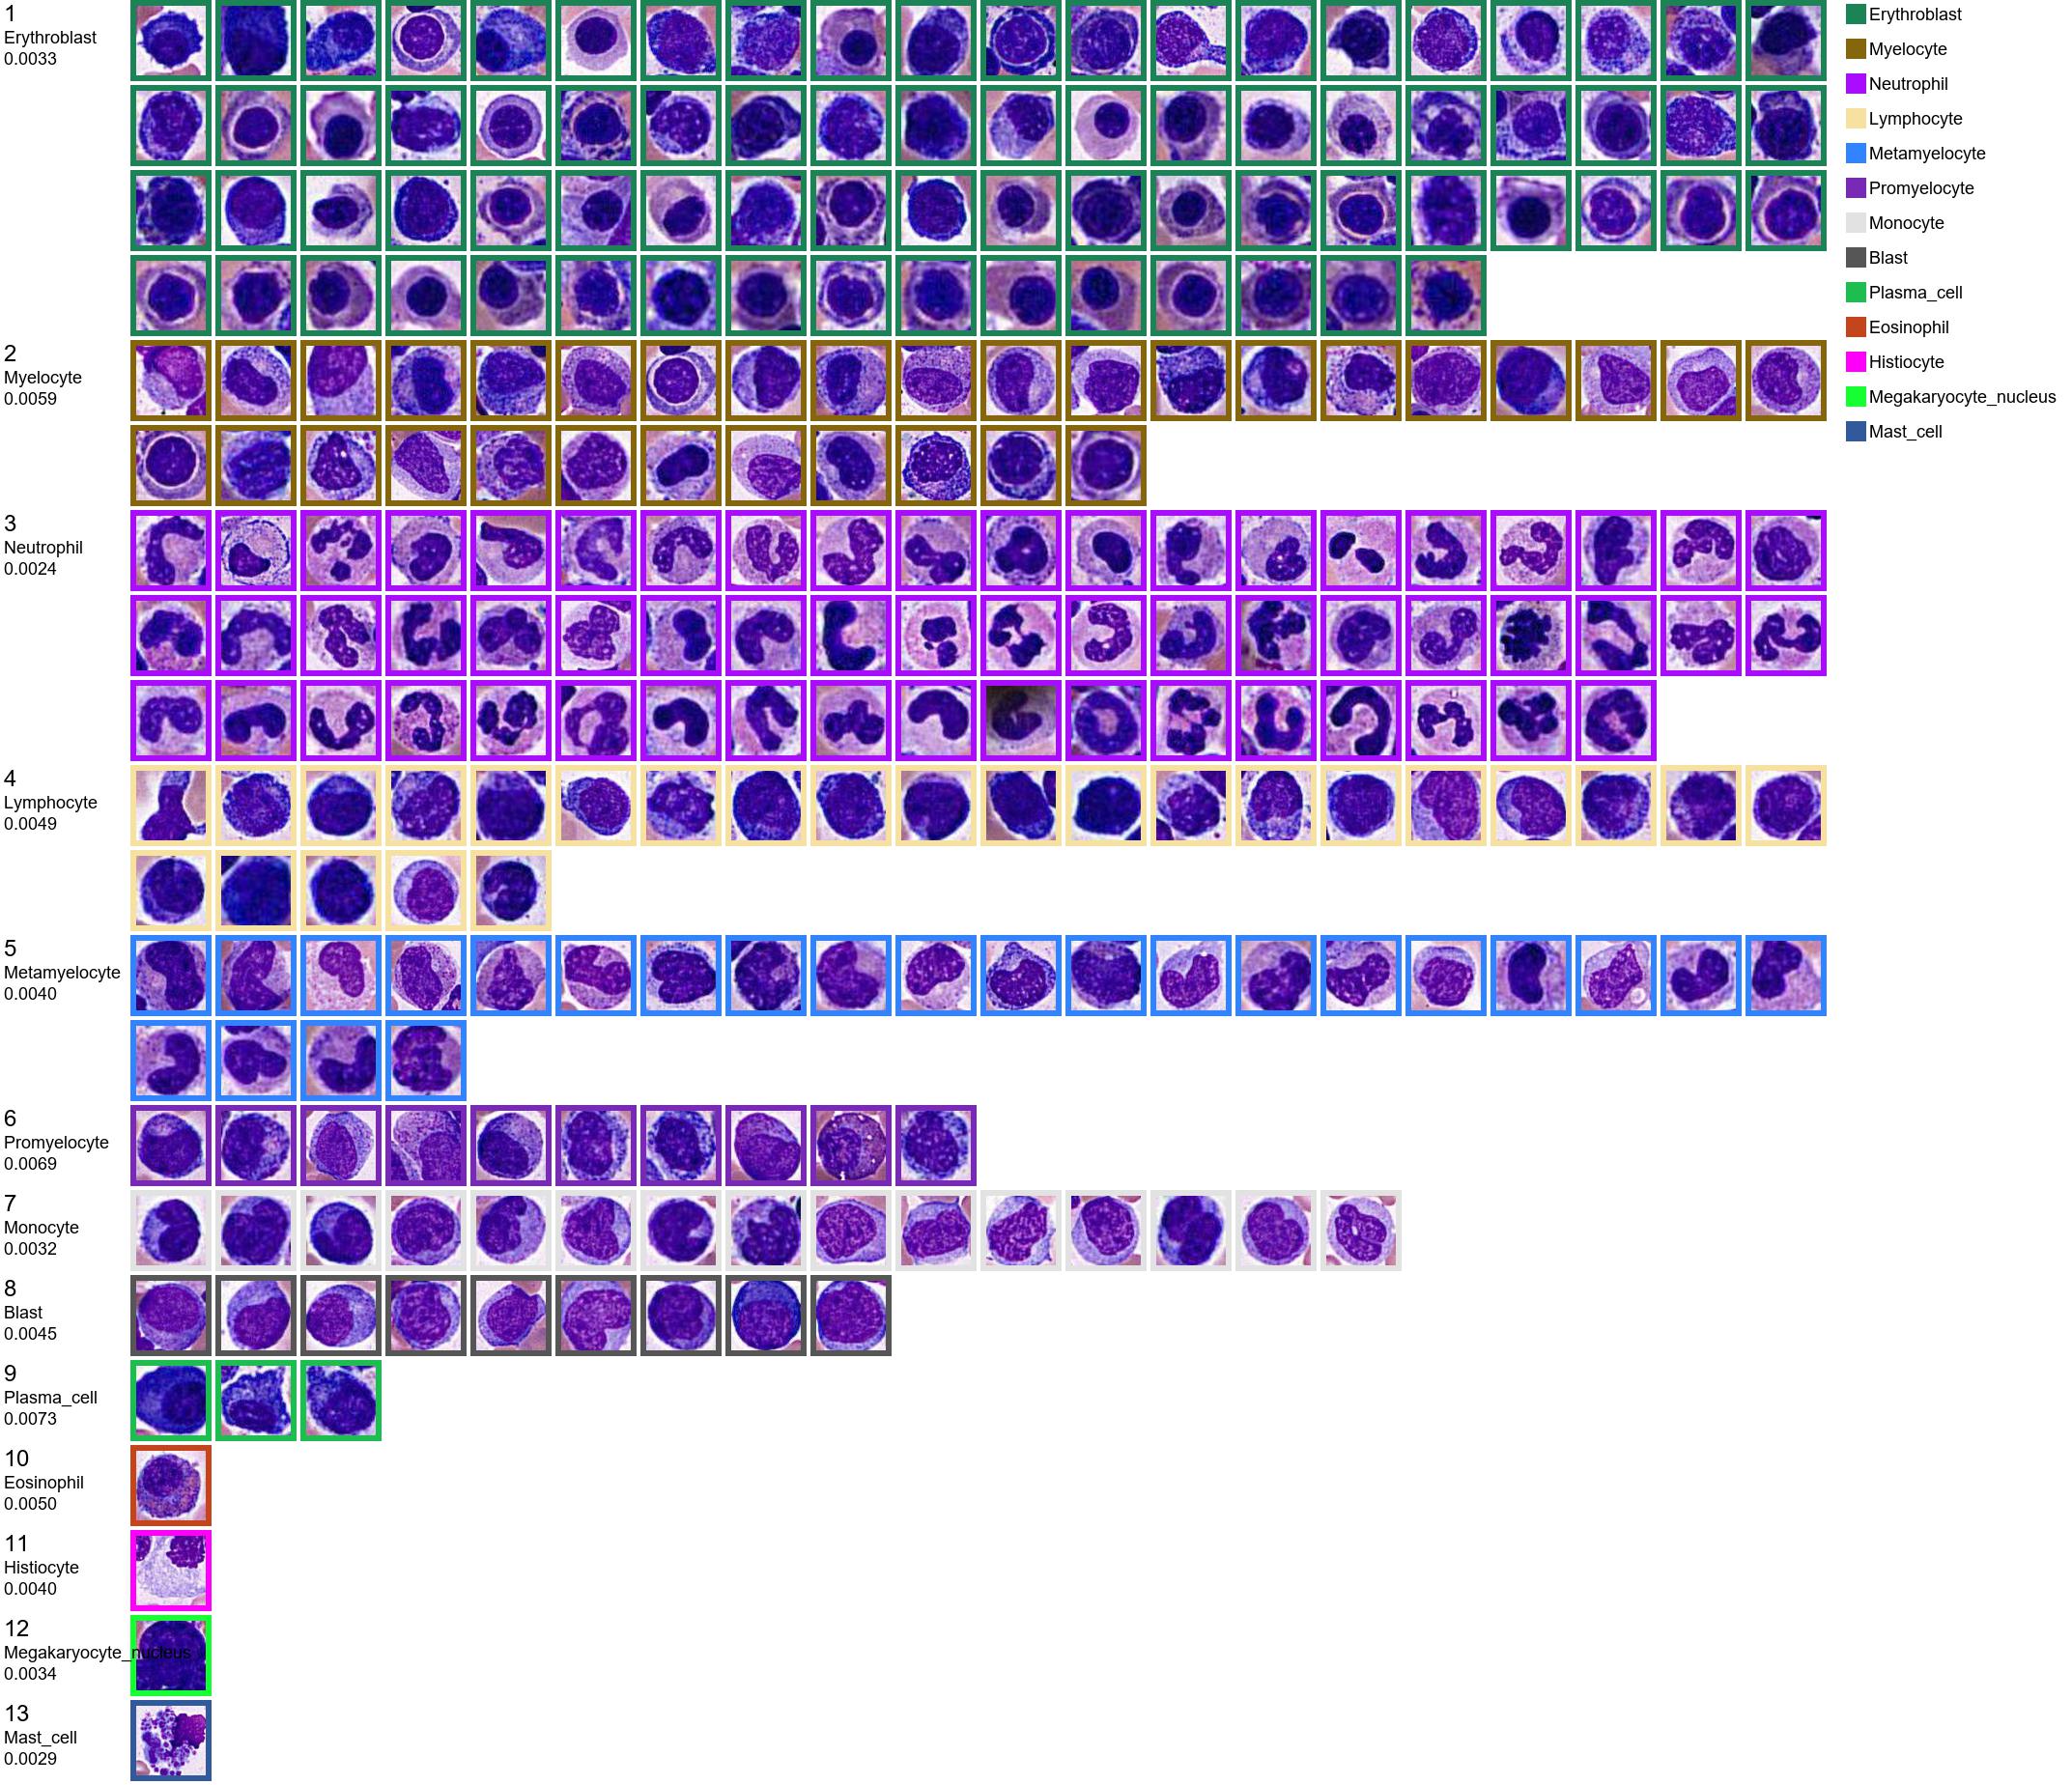 1
Erythroblast
0.0033
2
Myelocyte
0.0059
3
Neutrophil
0.0024
4
Lymphocyte
0.0049
5
Metamyelocyte
0.0040
6
Promyelocyte
0.0069
7
Monocyte
0.0032
8
Blast
0.0045
9
Plasma_cell
0.0073
10
Eosinophil
0.0050
11
Histiocyte
0.0040
12
Megakaryocyte_nucleus
0.0034
13
Mast_cell
0.0029
Erythroblast
Myelocyte
Neutrophil
Lymphocyte
Metamyelocyte
Promyelocyte
Monocyte
Blast
Plasma_cell
Eosinophil
Histiocyte
Megakaryocyte_nucleus
Mast_cell